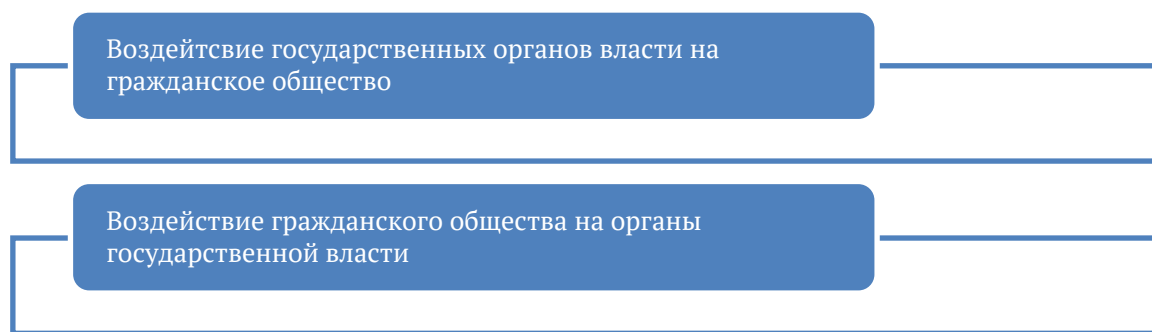 Воздейтсвие государственных органов власти на
гражданское общество
Воздействие гражданского общества на органы
государственной власти